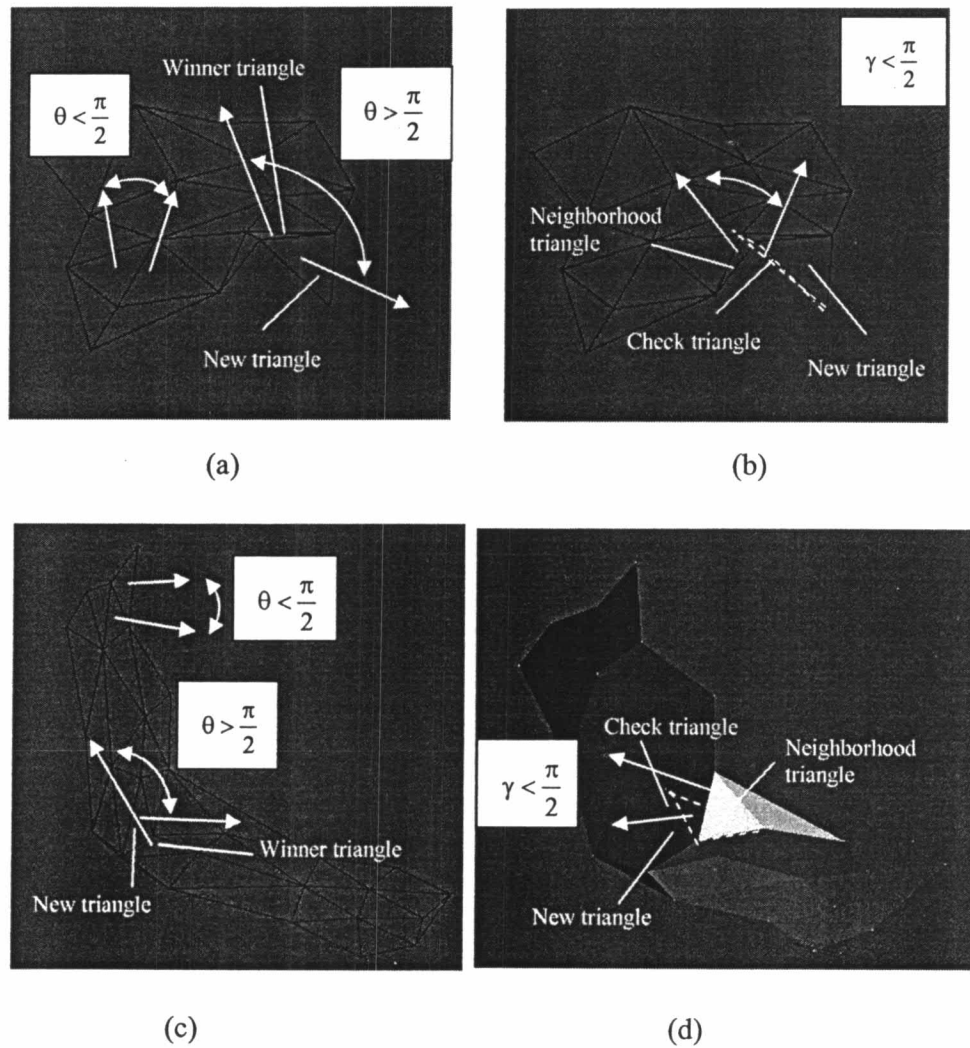 Winner triangle
θ < π/2
θ > π/2
New triangle
(a)
γ < π/2
Neighborhood
triangle
Check triangle
New triangle
(b)
θ < π/2
θ > π/2
Winner triangle
New triangle
(c)
Check triangle
Neighborhood
triangle
γ < π/2
New triangle
(d)